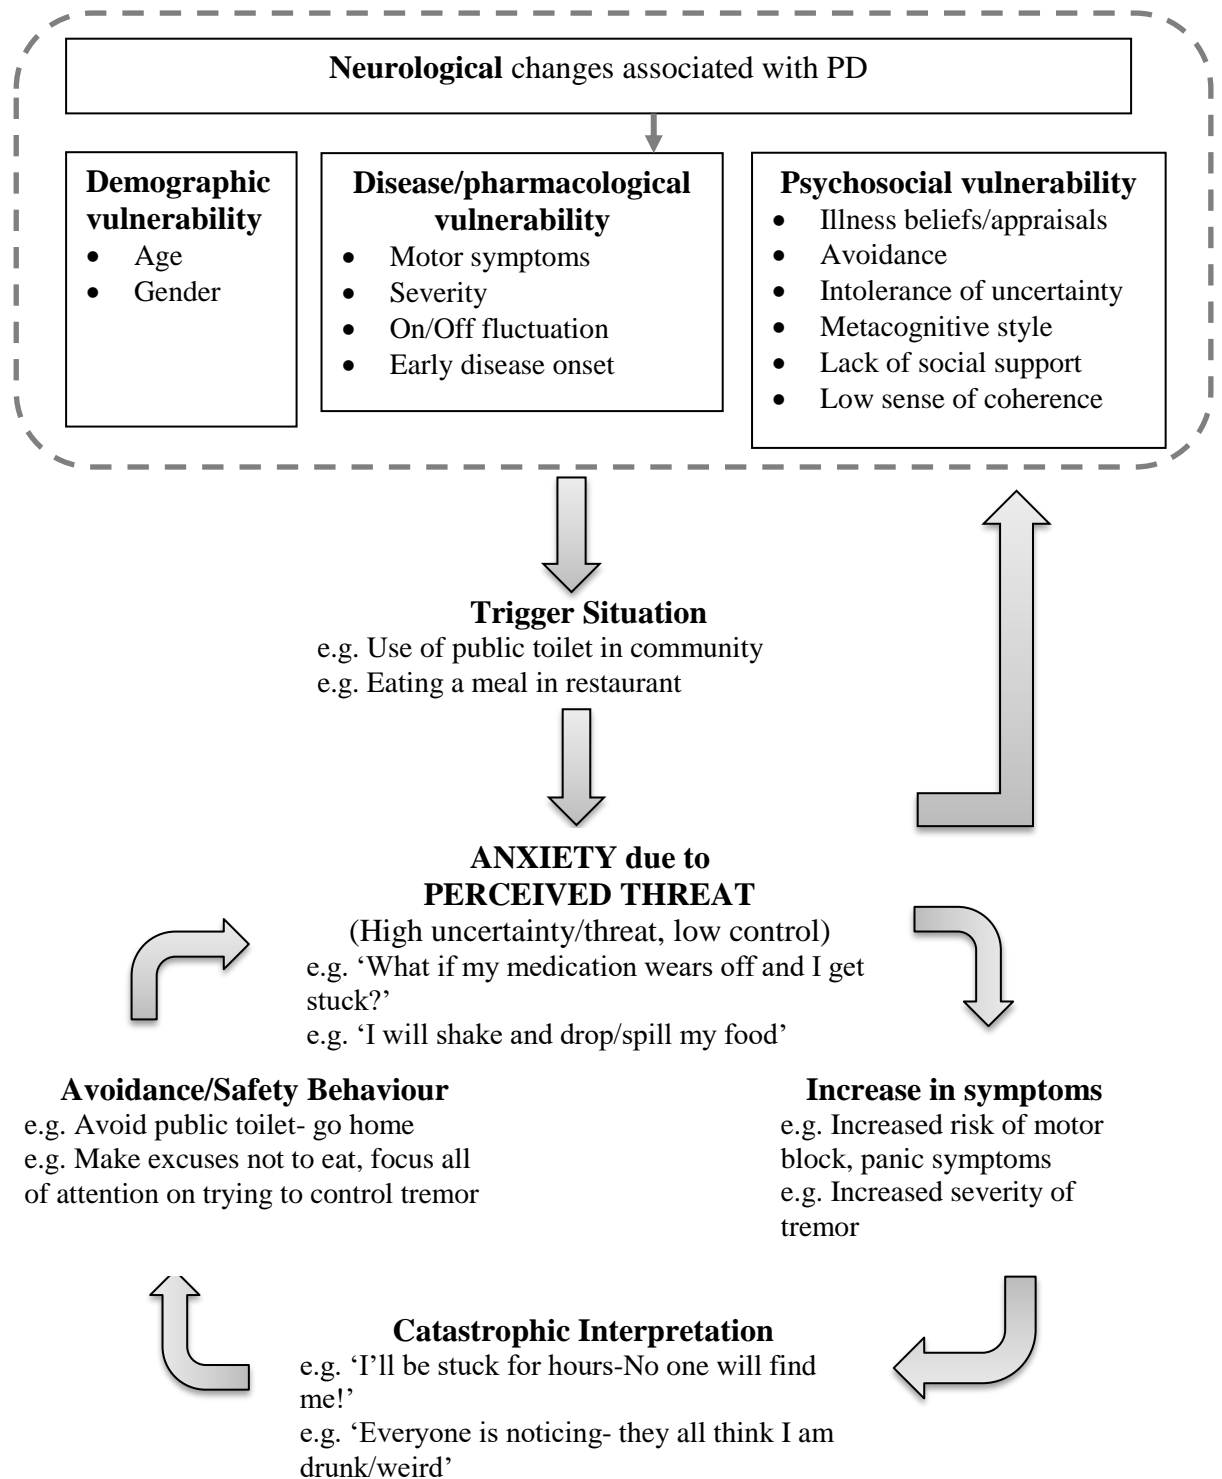 Neurological changes associated with PD
Demographic
vulnerability
• Age
• Gender
Disease/pharmacological
vulnerability
• Motor symptoms
• Severity
• On/Off fluctuation
• Early disease onset
Psychosocial vulnerability
• Illness beliefs/appraisals
• Avoidance
• Intolerance of uncertainty
• Metacognitive style
• Lack of social support
• Low sense of coherence
Trigger Situation
e.g. Use of public toilet in community
e.g. Eating a meal in restaurant
ANXIETY due to
PERCEIVED THREAT
(High uncertainty/threat, low control)
e.g. ‘What if my medication wears off and I get
stuck?’
e.g. ‘I will shake and drop/spill my food’
Avoidance/Safety Behaviour
e.g. Avoid public toilet- go home
e.g. Make excuses not to eat, focus all
of attention on trying to control tremor
Increase in symptoms
e.g. Increased risk of motor
block, panic symptoms
e.g. Increased severity of
tremor
Catastrophic Interpretation
e.g. ‘I’ll be stuck for hours-No one will find
me!’
e.g. ‘Everyone is noticing- they all think I am
drunk/weird’